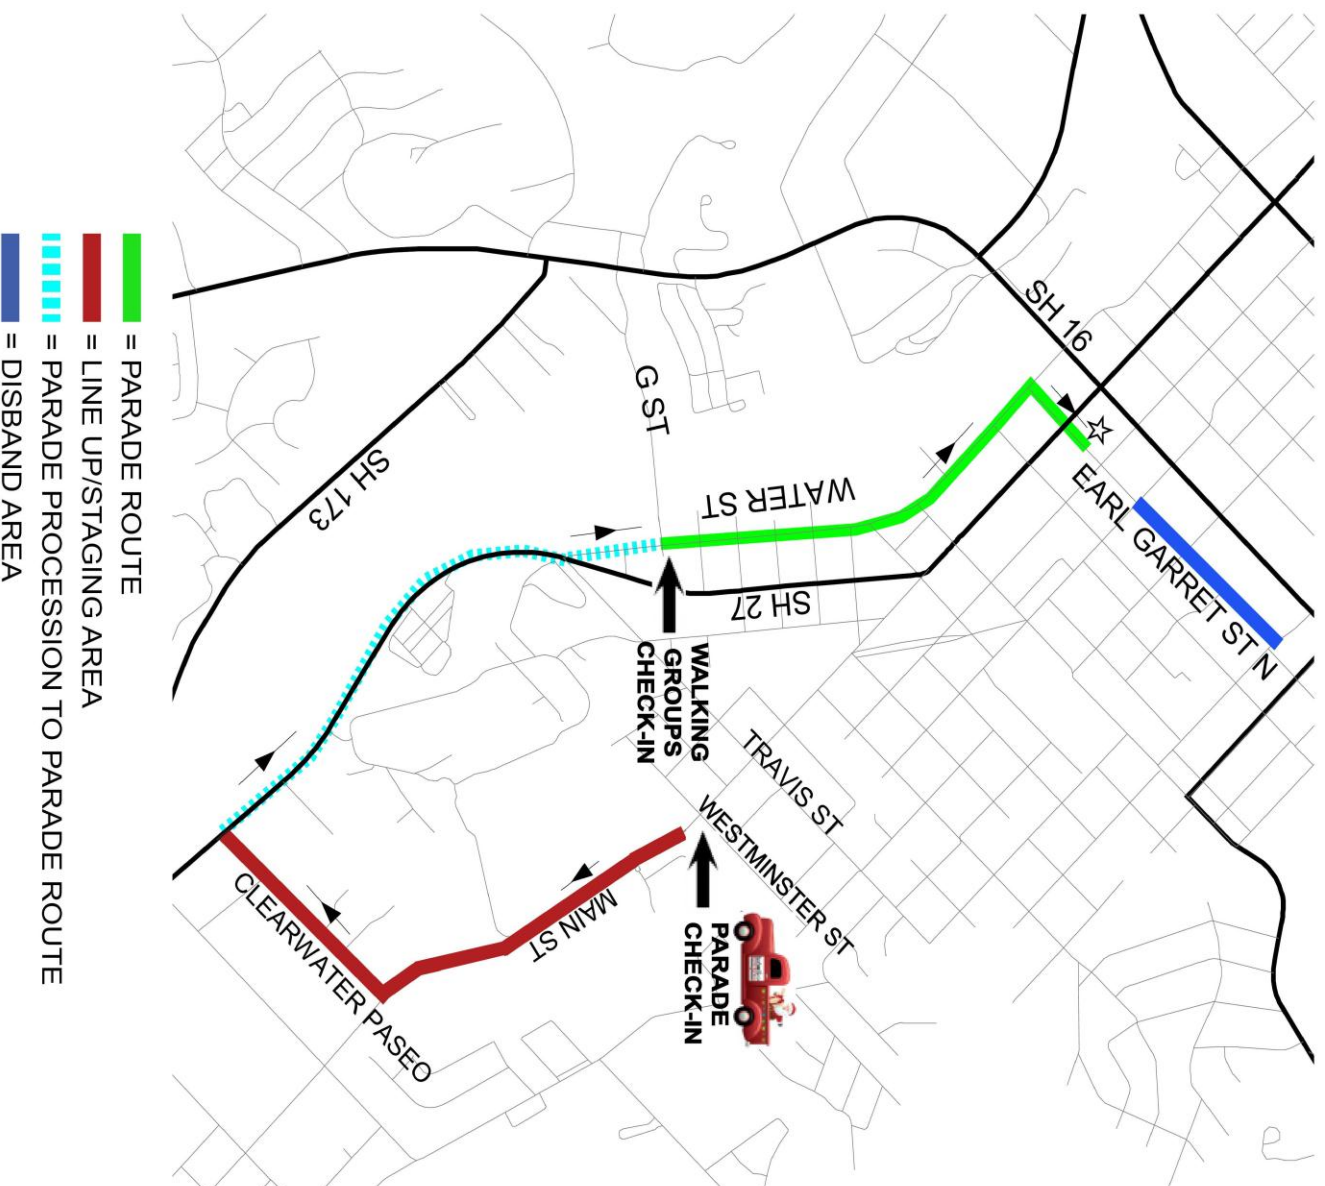 SH 16
G ST
WATER ST
EARL GARRET ST N
SH 173
SH 27
WALKING
GROUPS
CHECK-IN
TRAVIS ST
WESTMINSTER ST
MAIN ST
PARADE
CHECK-IN
CLEARWATER PASEO
= PARADE ROUTE
= LINE UP/STAGING AREA
= PARADE PROCESSION TO PARADE ROUTE
= DISBAND AREA